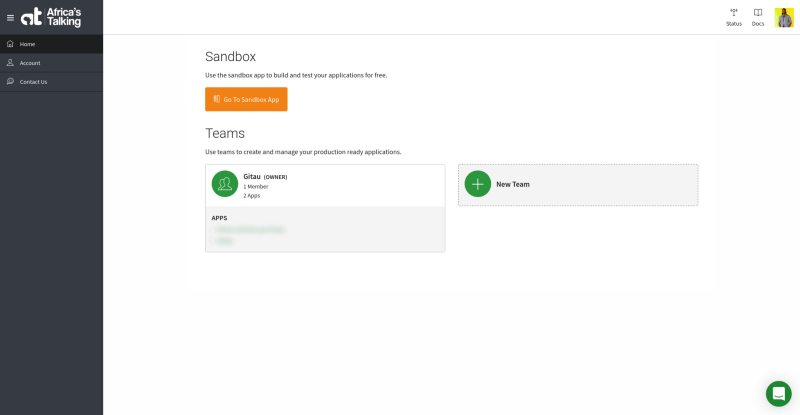 at Africa's
Talking
Status
Docs
Home
Account
Contact Us
Sandbox
Use the sandbox app to build and test your applications for free.
Go To Sandbox App
Teams
Use teams to create and manage your production ready applications.
Gitau (OWNER)
1 Member
2 Apps
New Team
APPS